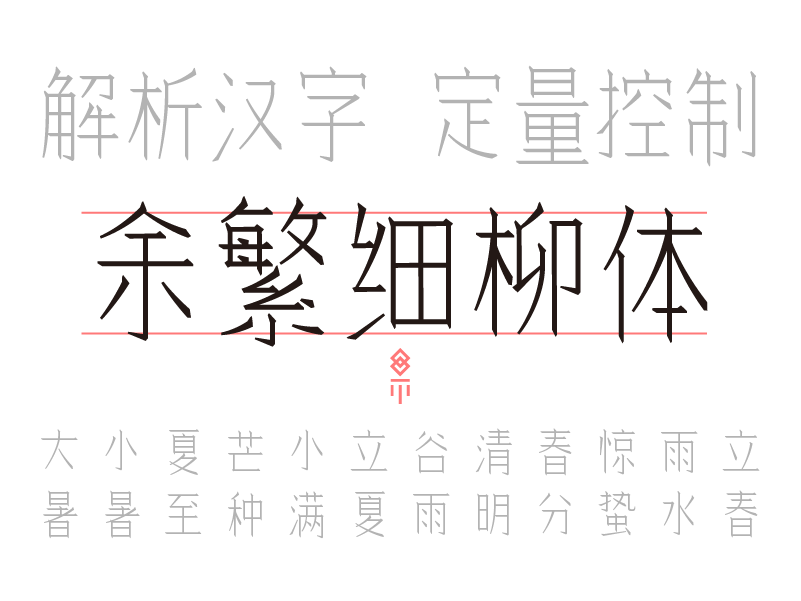 解析汉字 定量控制
余繁细柳体
立春
雨水
惊蛰
春分
清明
谷雨
立夏
小满
芒种
夏至
小暑
大暑